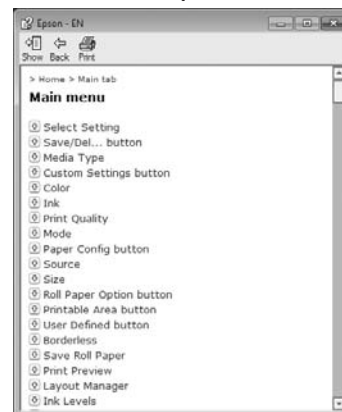 Epson - EN
Show Back Print
> Home > Main tab
Main menu
Select Setting
Save/Del... button
Media Type
Custom Settings button
Color
Ink
Print Quality
Mode
Paper Config button
Source
Size
Roll Paper Option button
Printable Area button
User Defined button
Borderless
Save Roll Paper
Print Preview
Layout Manager
Ink Levels